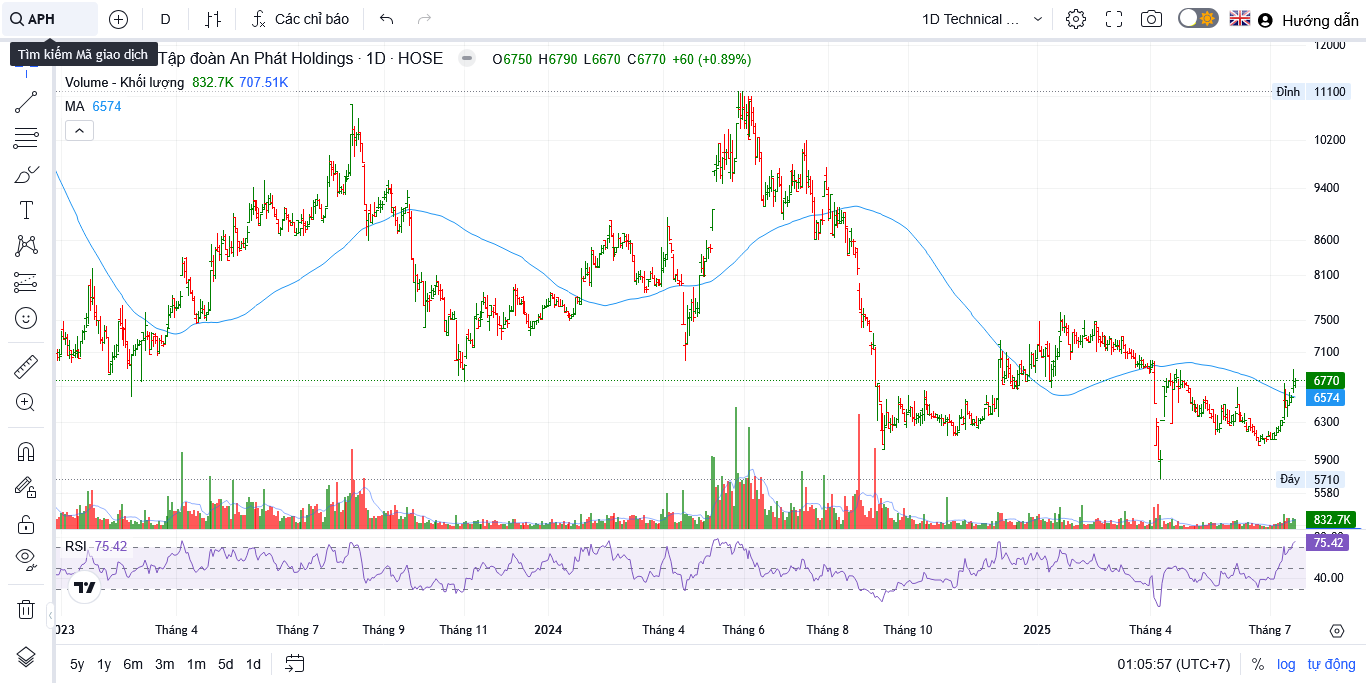 APH
D
Các chỉ báo
1D Technical ...
Hướng dẫn
Tìm kiếm Mã giao dịch
Tập đoàn An Phát Holdings · 1D · HOSE
O6750 H6790 L6670 C6770 +60 (+0.89%)
Volume - Khối lượng 832.7K 707.51K
MA 6574
12000
Đỉnh 11100
10200
9400
8600
8100
7500
7100
6770
6574
6300
5900
Đáy 5710
5580
832.7K
RSI 75.42
75.42
40.00
023 Tháng 4 Tháng 7 Tháng 9 Tháng 11 2024 Tháng 4 Tháng 6 Tháng 8 Tháng 10 2025 Tháng 4 Tháng 7
5y 1y 6m 3m 1m 5d 1d
01:05:57 (UTC+7) % log tự động